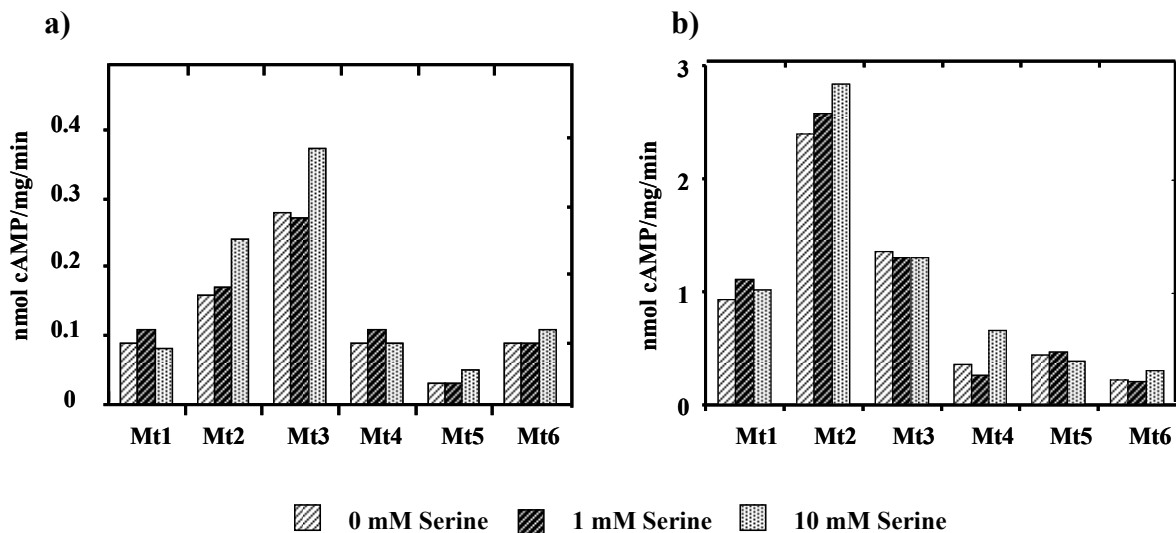 a)
nmol cAMP/mg/min
0.4
0.3
0.2
0.1
0
Mt1 Mt2 Mt3 Mt4 Mt5 Mt6
b)
nmol cAMP/mg/min
3
2
1
0
Mt1 Mt2 Mt3 Mt4 Mt5 Mt6
0 mM Serine 1 mM Serine 10 mM Serine